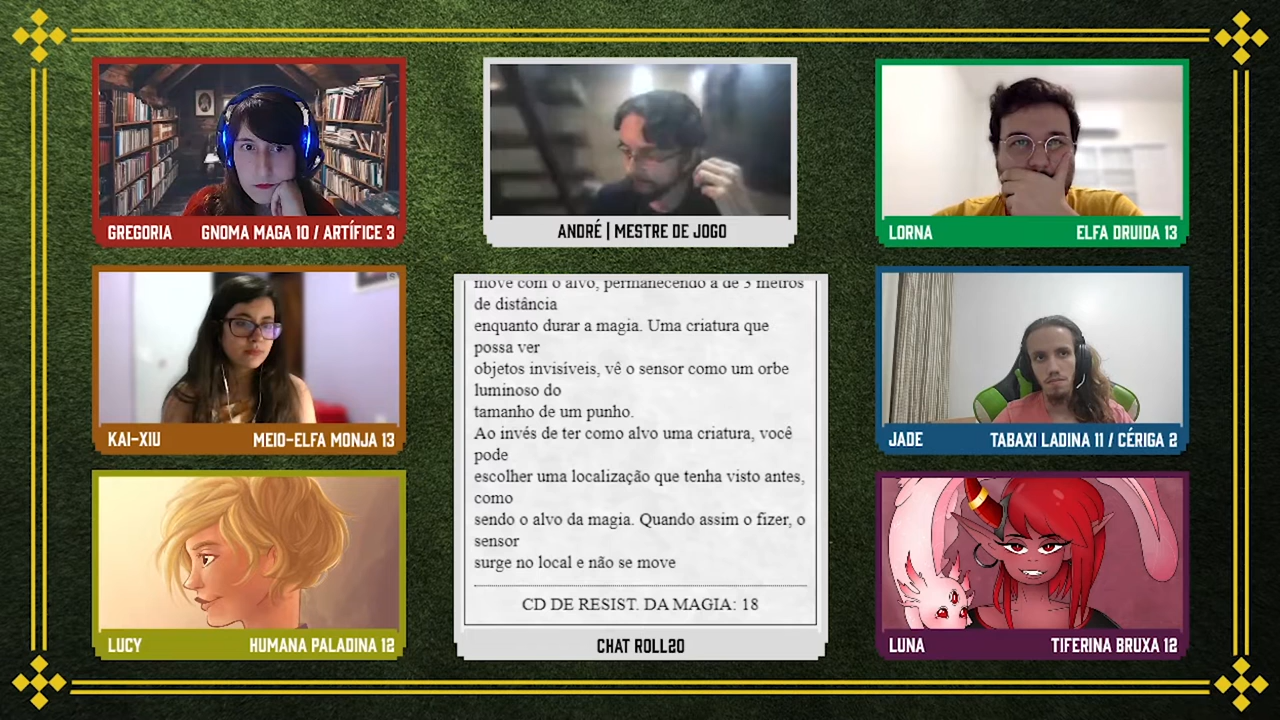 GREGORIA GNOMA MAGA 10 / ARTÍFICE 3
ANDRÉ | MESTRE DE JOGO
LORNA ELFA DRUIDA 13
KAI-XIU MEIO-ELFA MONJA 13
move com o alvo, permanecendo a de 3 metros
de distância
enquanto durar a magia. Uma criatura que
possa ver
objetos invisíveis, vê o sensor como um orbe
luminoso do
tamanho de um punho.
Ao invés de ter como alvo uma criatura, você
pode
escolher uma localização que tenha visto antes,
como
sendo o alvo da magia. Quando assim o fizer, o
sensor
surge no local e não se move
CD DE RESIST. DA MAGIA: 18
CHAT ROLL20
JADE TABAXI LADINA 11 / CÉRIGA 2
LUCY HUMANA PALADINA 12
LUNA TIFERINA BRUXA 12